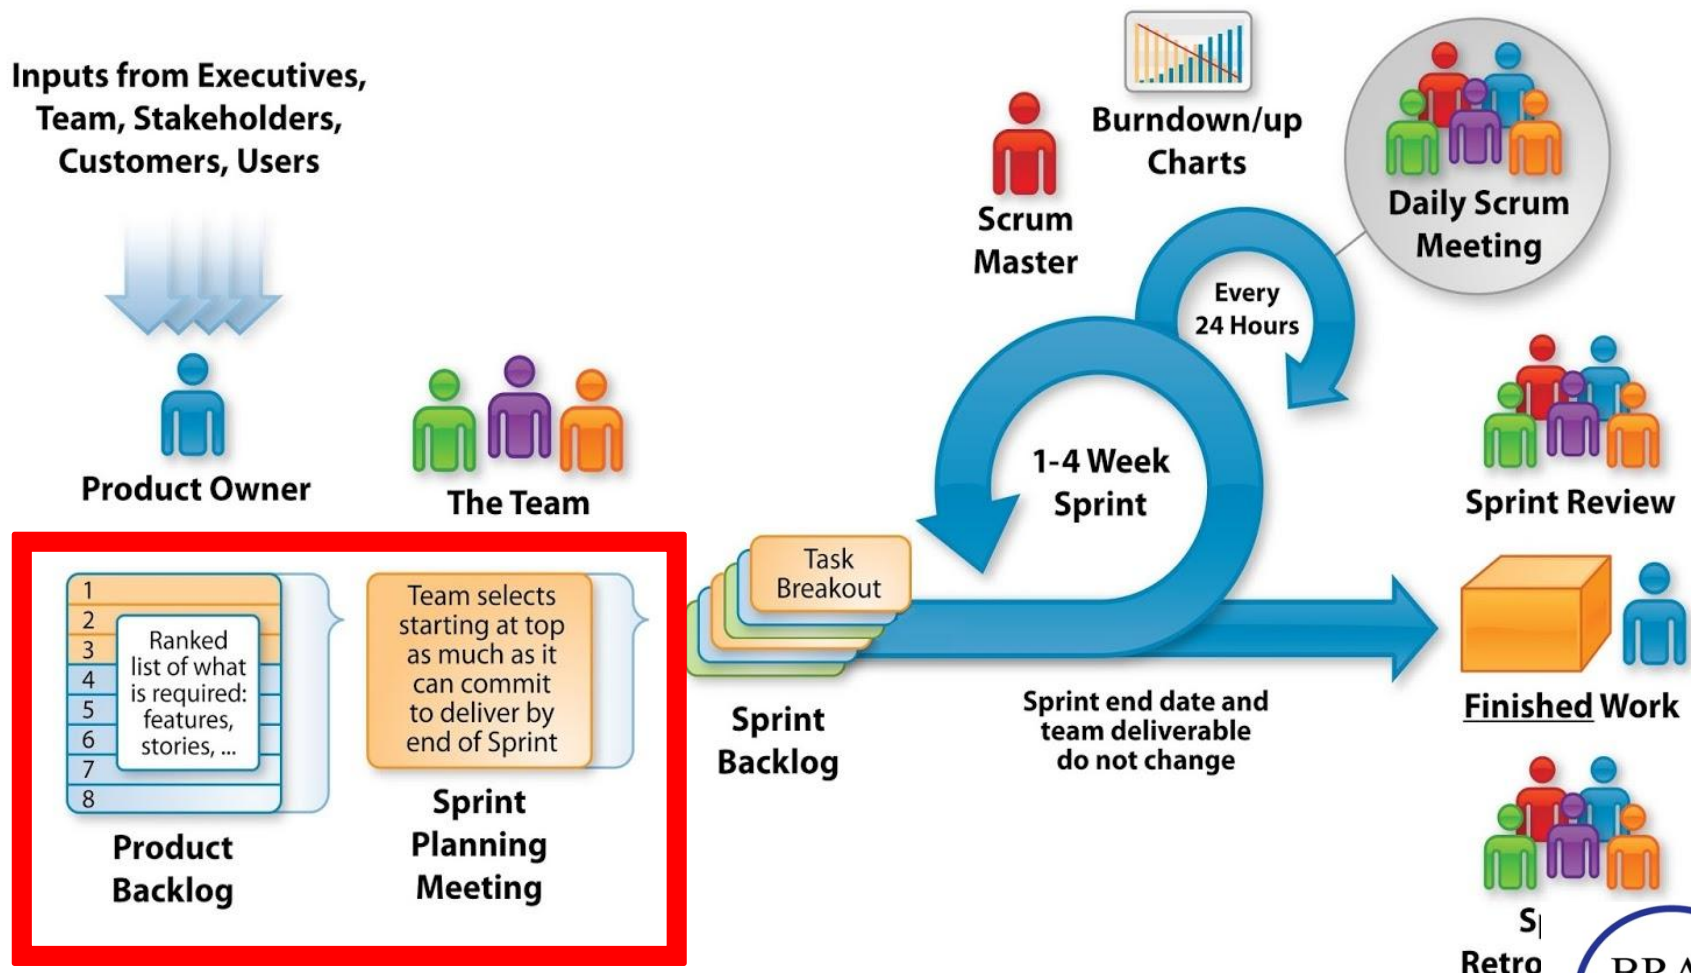 Inputs from Executives,
Team, Stakeholders,
Customers, Users
Product Owner
The Team
Scrum
Master
Burndown/up
Charts
Daily Scrum
Meeting
Every
24 Hours
1-4 Week
Sprint
Sprint Review
1
2
3
4
5
6
7
8
Ranked
list of what
is required:
features,
stories, ...
Product
Backlog
Team selects
starting at top
as much as it
can commit
to deliver by
end of Sprint
Sprint
Planning
Meeting
Task
Breakout
Sprint
Backlog
Sprint end date and
team deliverable
do not change
Finished Work
Retro